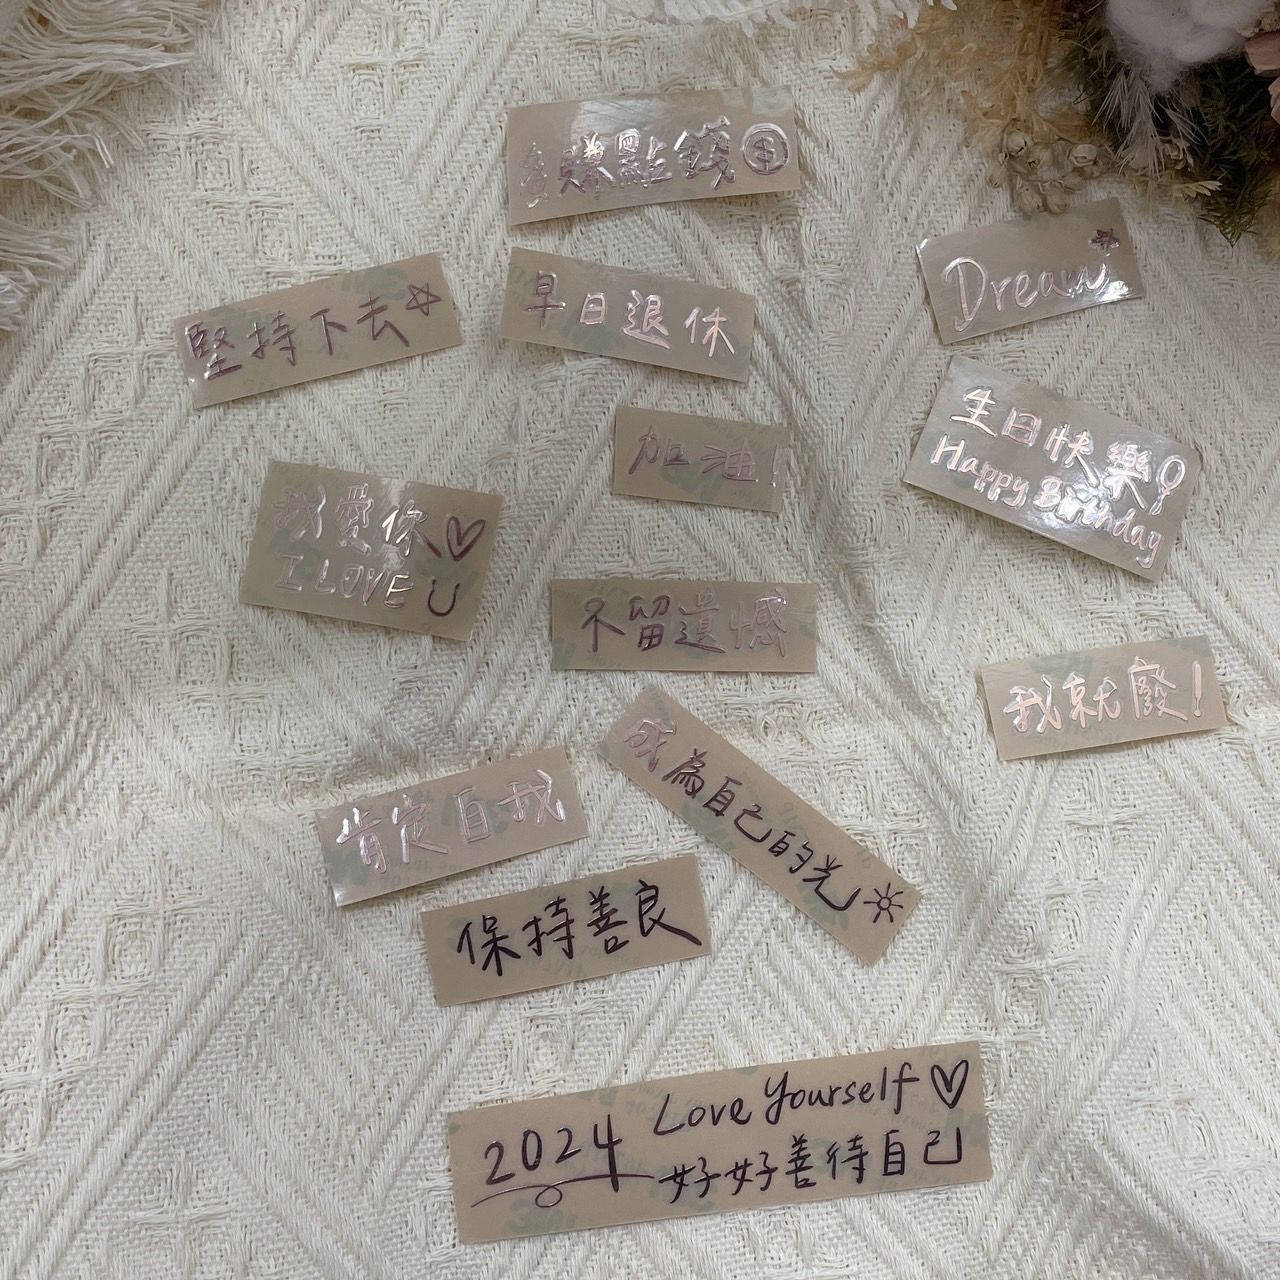 多賺點錢$
早日退休
Dream
堅持下去
加油!
生日快樂
Happy Birthday
我愛你
I LOVE U
不留遺憾
我就廢!
成為自己的光
肯定自我
保持善良
2024 Love Yourself
好好善待自己